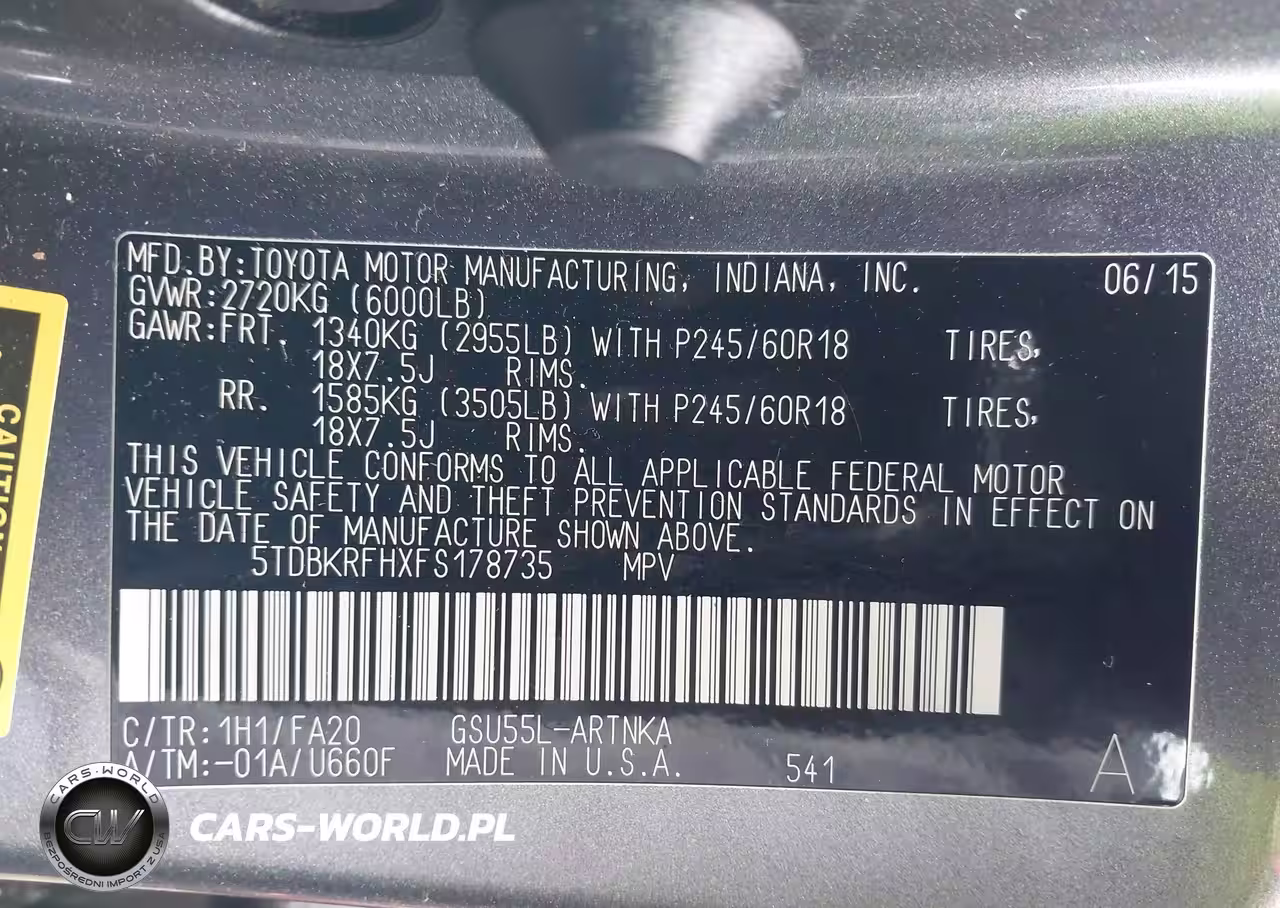 MFD.BY:TOYOTA MOTOR MANUFACTURING, INDIANA, INC. 06/15
GVWR:2720KG (6000LB)
GAWR:FRT. 1340KG (2955LB) WITH P245/60R18 TIRES,
18X7.5J RIMS.
RR. 1585KG (3505LB) WITH P245/60R18 TIRES,
18X7.5J RIMS.
THIS VEHICLE CONFORMS TO ALL APPLICABLE FEDERAL MOTOR
VEHICLE SAFETY AND THEFT PREVENTION STANDARDS IN EFFECT ON
THE DATE OF MANUFACTURE SHOWN ABOVE.
5TDBKRFHXFS178735 MPV
C/TR:1H1/FA20 GSU55L-ARTNKA
A/TM:-01A/U660F MADE IN U.S.A. 541 A
CAUTION
CARS-WORLD
CW
BEZPOŚREDNI IMPORT Z USA
CARS-WORLD.PL